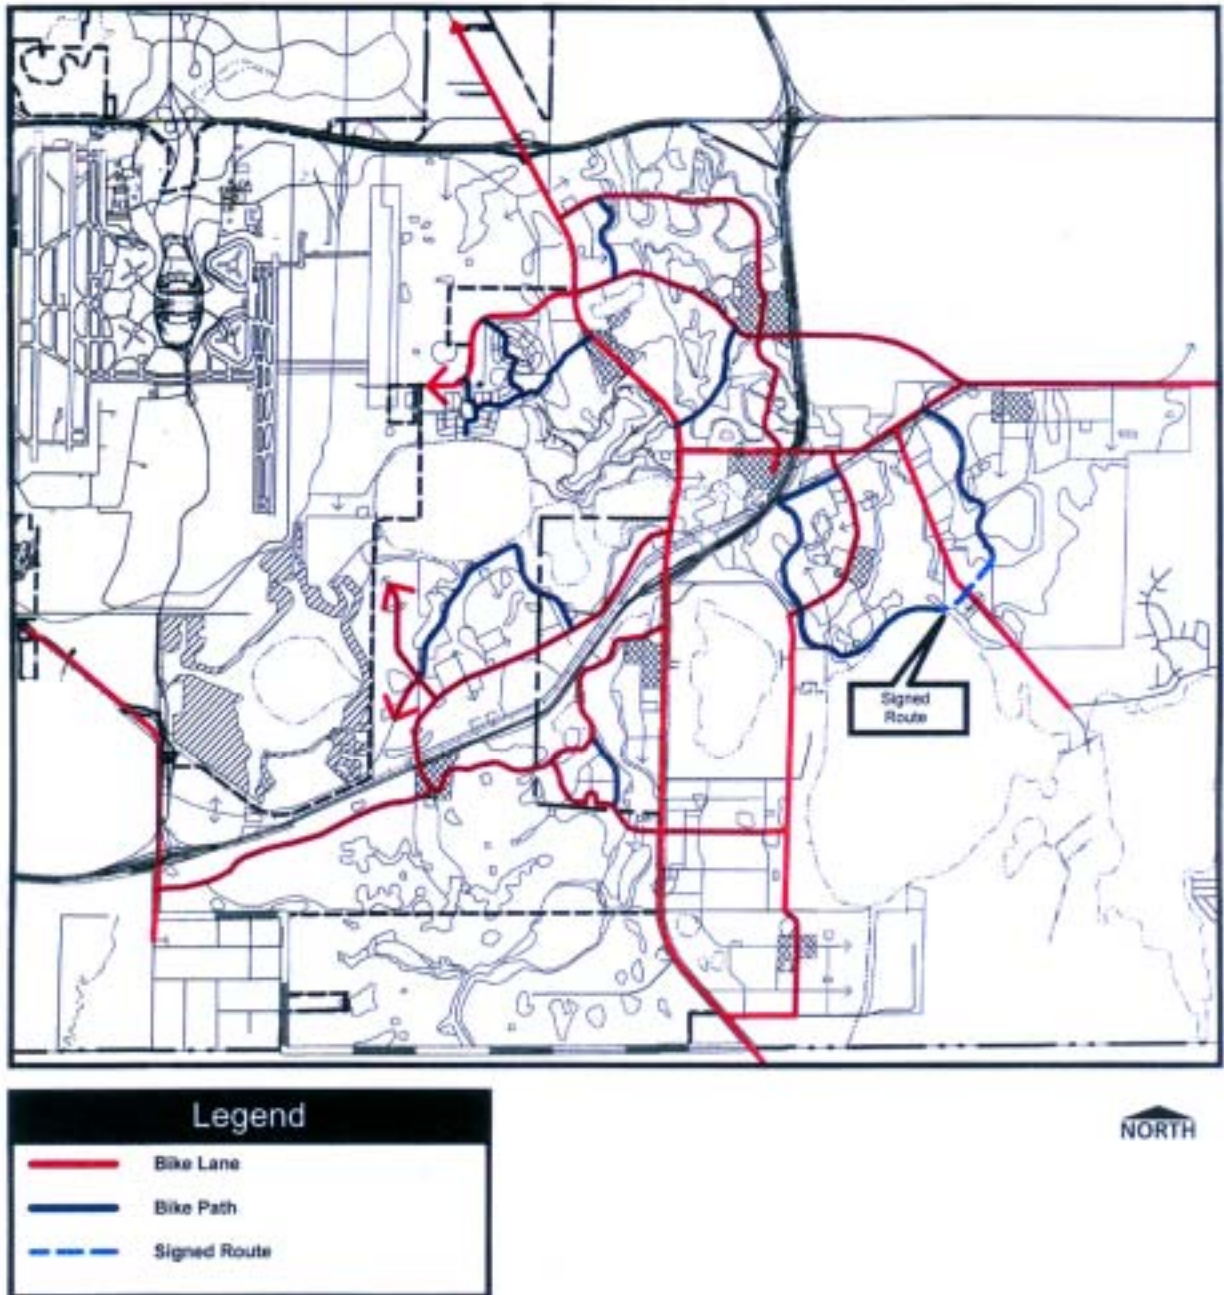 Signed
Route
Legend
NORTH
Bike Lane
Bike Path
Signed Route